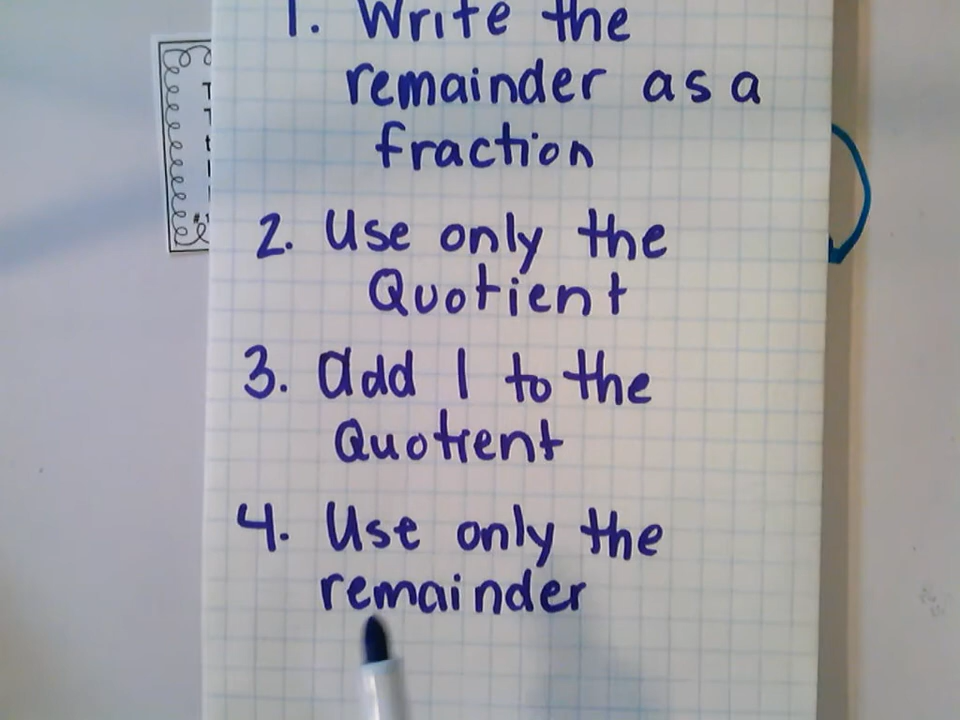 1. Write the
remainder as a
fraction
2. Use only the
Quotient
3. add 1 to the
Quotient
4. Use only the
remainder